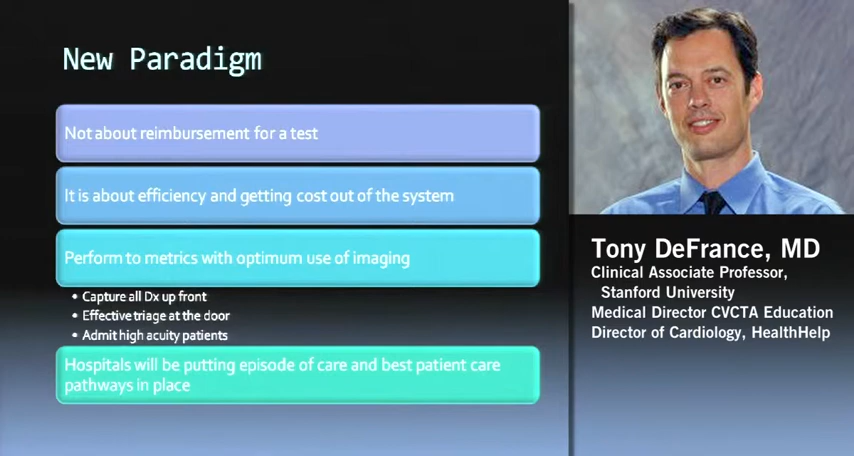 New Paradigm
Not about reimbursement for a test
It is about efficiency and getting cost out of the system
Perform to metrics with optimum use of imaging
• Capture all Dx up front
• Effective triage at the door
• Admit high acuity patients
Hospitals will be putting episode of care and best patient care
pathways in place
Tony DeFrance, MD
Clinical Associate Professor,
Stanford University
Medical Director CVCTA Education
Director of Cardiology, HealthHelp